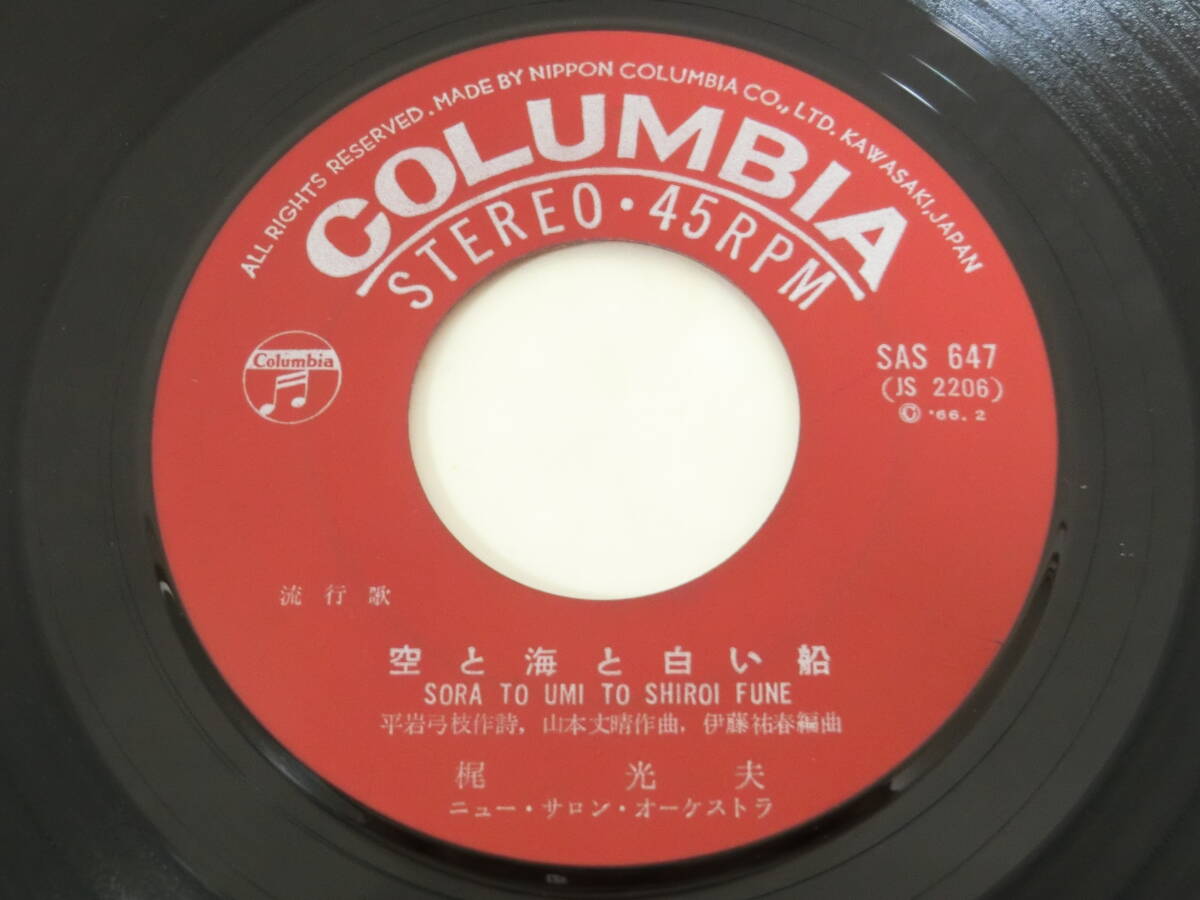 ALL RIGHTS RESERVED. MADE BY NIPPON COLUMBIA CO., LTD. KAWASAKI, JAPAN
COLUMBIA
STEREO・45RPM
Columbia
SAS 647
(JS 2206)
© '66. 2
流行歌
空と海と白い船
SORA TO UMI TO SHIROI FUNE
平岩弓枝作詩, 山本丈晴作曲, 伊藤祐春編曲
梶 光夫
ニュー・サロン・オーケストラ